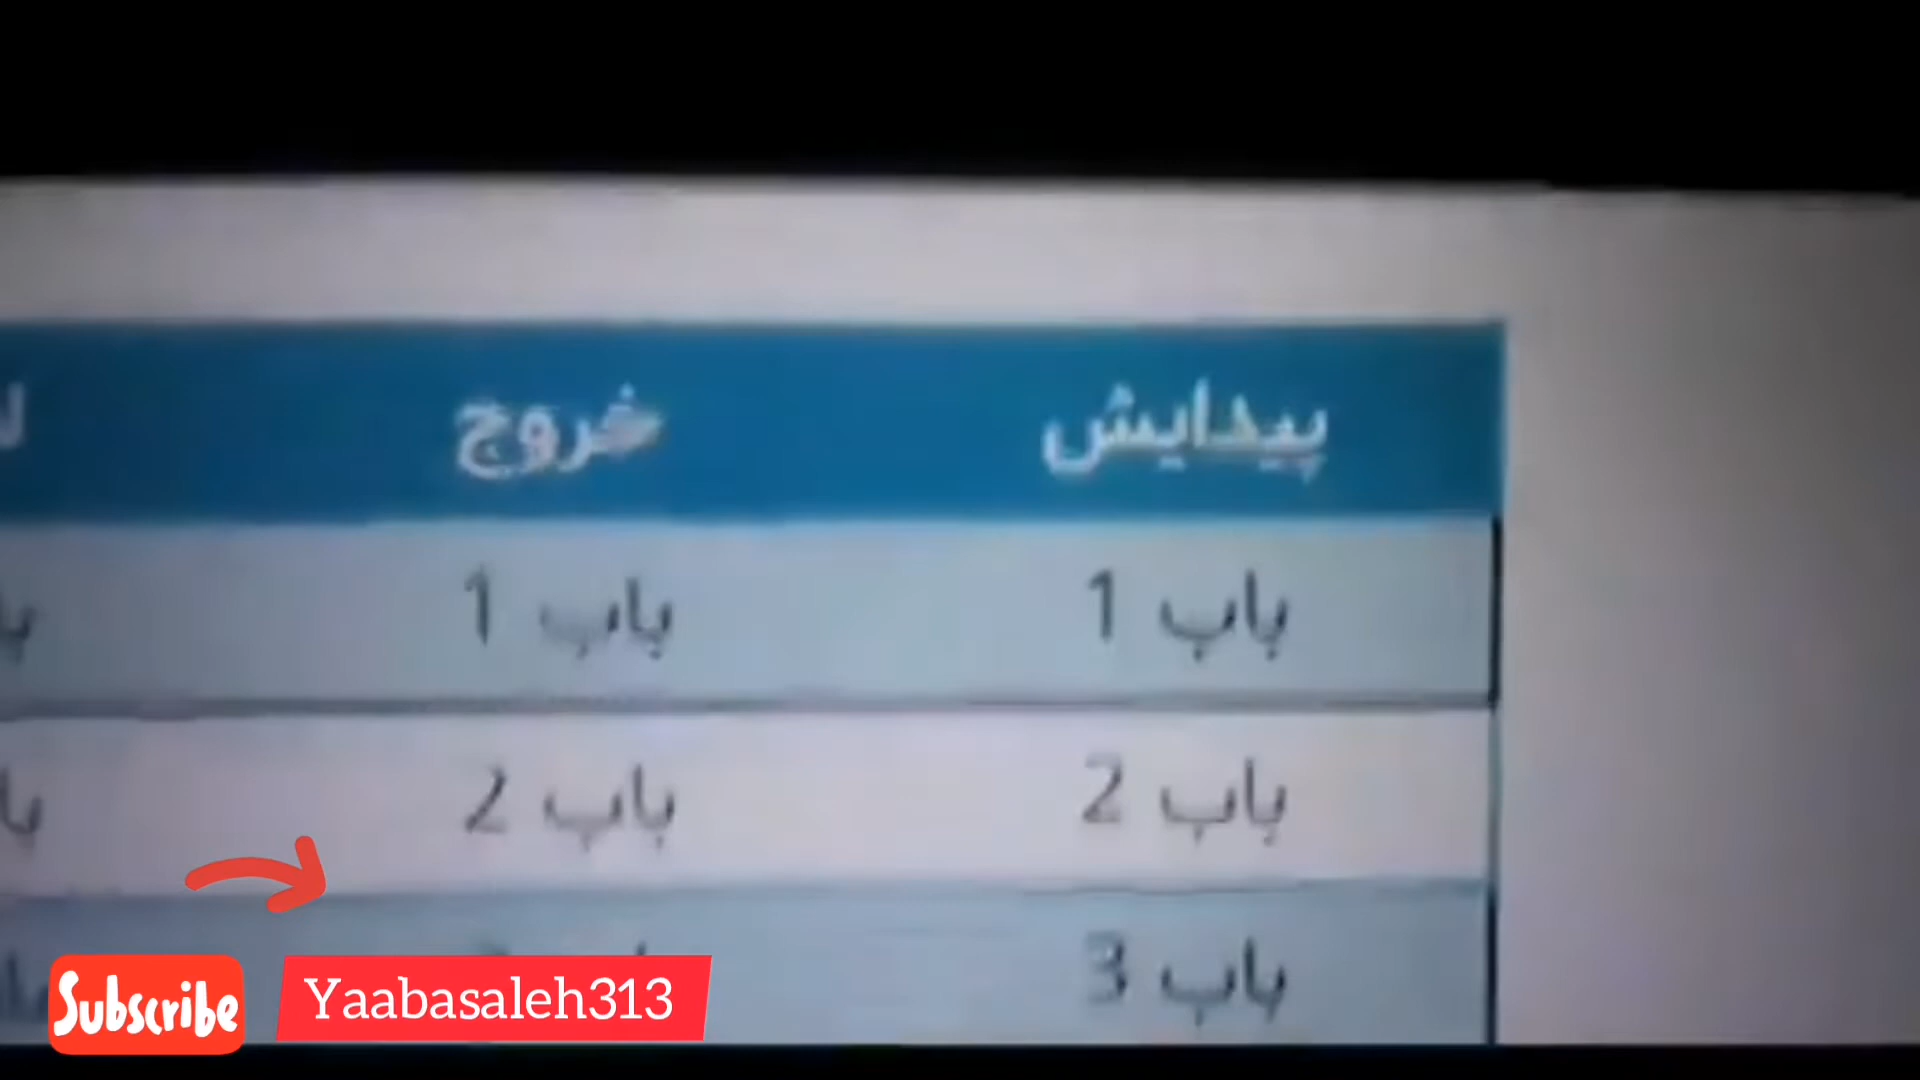 پیدایش خروج
باب 1 باب 1
باب 2 باب 2
باب 3
Subscribe
Yaabasaleh313